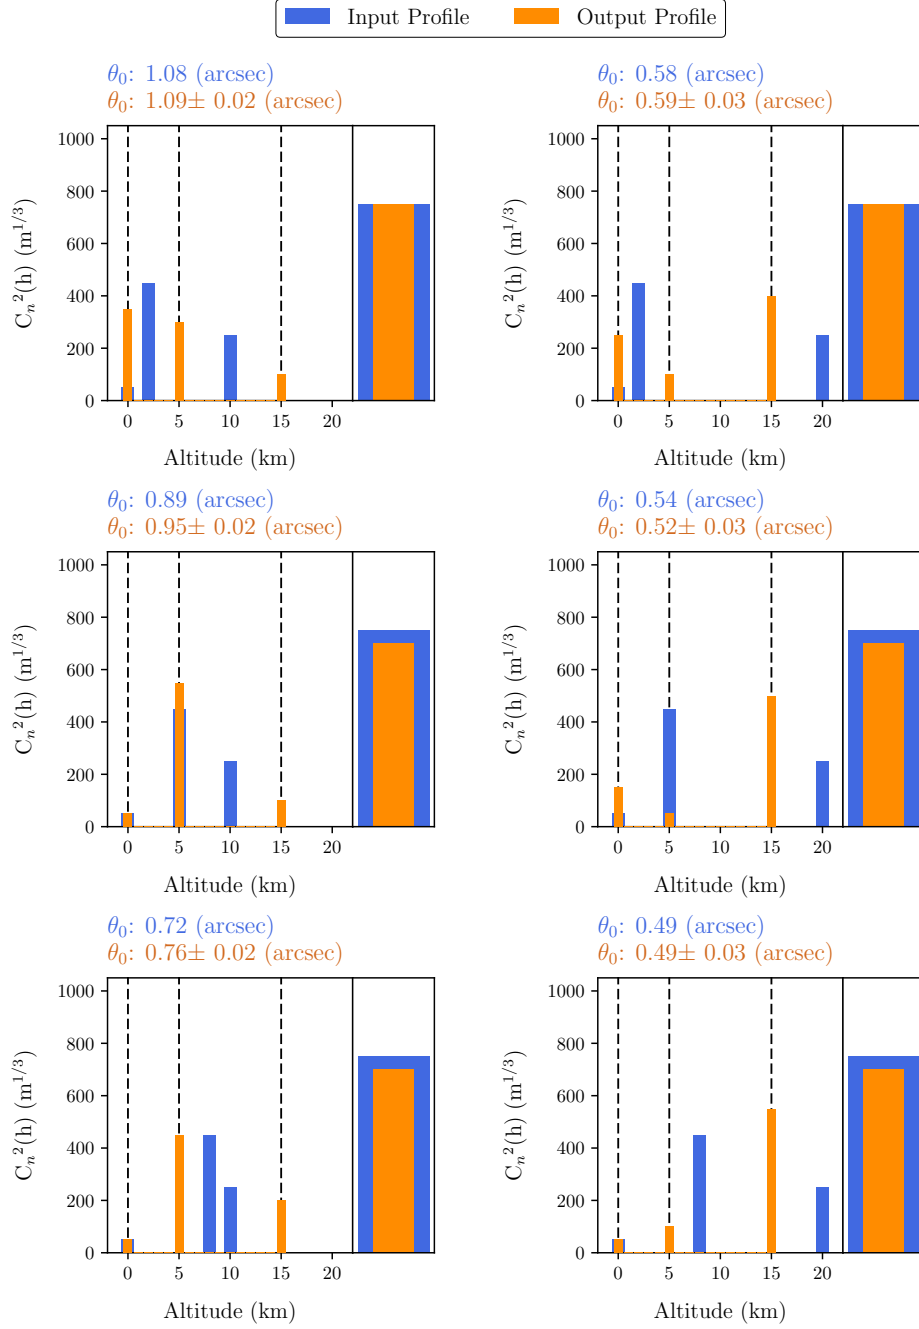 Input Profile Output Profile
θ₀: 1.08 (arcsec)
θ₀: 1.09± 0.02 (arcsec)
1000
800
600
400
200
0
Cₙ²(h) (m^{1/3})
0 5 10 15 20
Altitude (km)
θ₀: 0.58 (arcsec)
θ₀: 0.59± 0.03 (arcsec)
1000
800
600
400
200
0
Cₙ²(h) (m^{1/3})
0 5 10 15 20
Altitude (km)
θ₀: 0.89 (arcsec)
θ₀: 0.95± 0.02 (arcsec)
1000
800
600
400
200
0
Cₙ²(h) (m^{1/3})
0 5 10 15 20
Altitude (km)
θ₀: 0.54 (arcsec)
θ₀: 0.52± 0.03 (arcsec)
1000
800
600
400
200
0
Cₙ²(h) (m^{1/3})
0 5 10 15 20
Altitude (km)
θ₀: 0.72 (arcsec)
θ₀: 0.76± 0.02 (arcsec)
1000
800
600
400
200
0
Cₙ²(h) (m^{1/3})
0 5 10 15 20
Altitude (km)
θ₀: 0.49 (arcsec)
θ₀: 0.49± 0.03 (arcsec)
1000
800
600
400
200
0
Cₙ²(h) (m^{1/3})
0 5 10 15 20
Altitude (km)